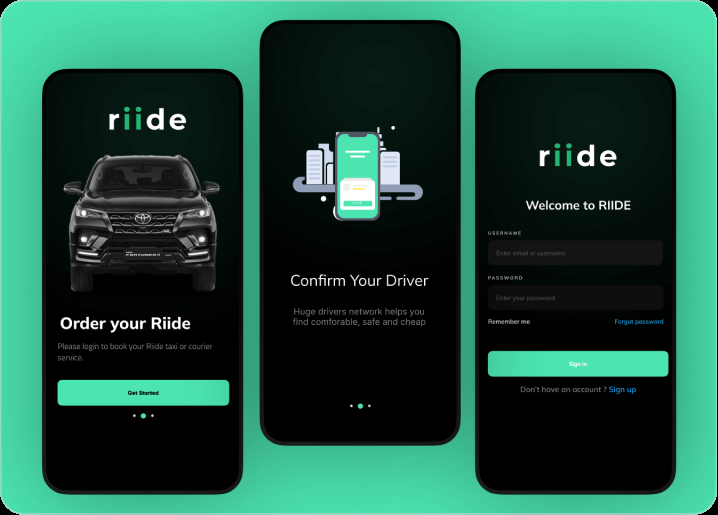 riide
FORTUNER
Order your Riide
Please login to book your Riide taxi or courier
service.
Get Started
Confirm Your Driver
Huge drivers network helps you
find comforable, safe and cheap
riide
Welcome to RIIDE
USERNAME
Enter email or username
PASSWORD
Enter your password
Remember me
Forgot password
Sign in
Don't have an account ? Sign up